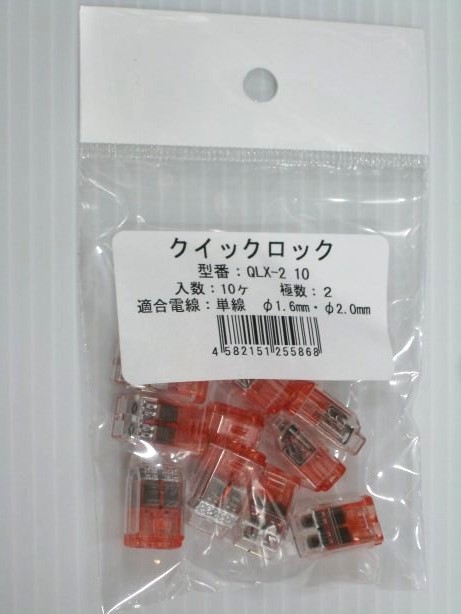 クイックロック
型番：QLX-2 10
入数：10ヶ　極数：2
適合電線：単線　φ1.6mm・φ2.0mm
4 582151 255868